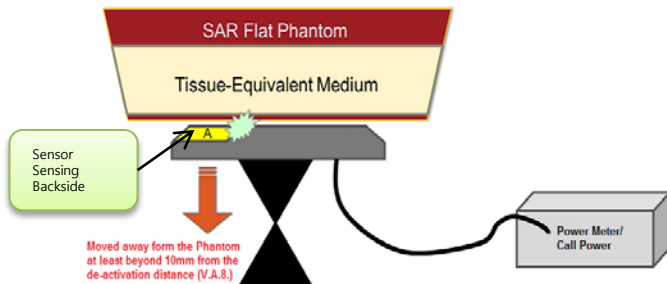 SAR Flat Phantom
Tissue-Equivalent Medium
A
Sensor
Sensing
Backside
Moved away form the Phantom
at least beyond 10mm from the
de-activation distance (V.A.8.)
Power Meter/
Call Power